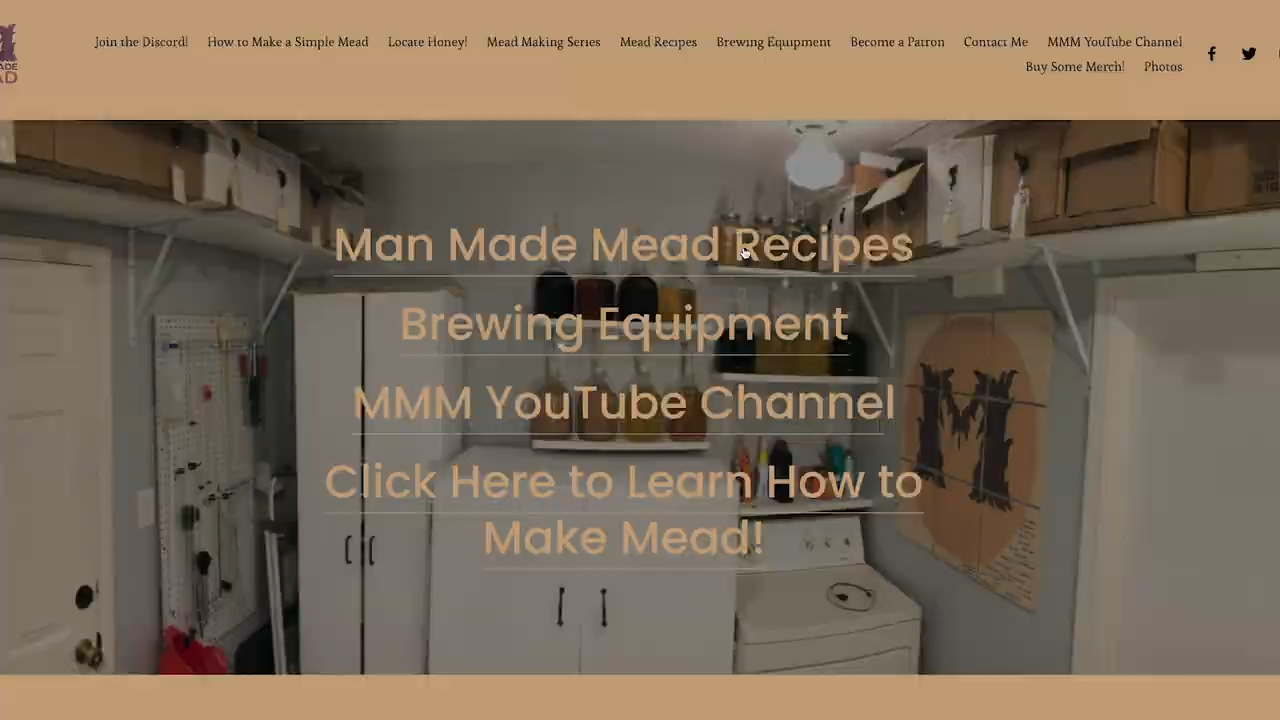 ADE
AD
Join the Discord!
How to Make a Simple Mead
Locate Honey!
Mead Making Series
Mead Recipes
Brewing Equipment
Become a Patron
Contact Me
MMM YouTube Channel
Buy Some Merch!
Photos
Man Made Mead Recipes
Brewing Equipment
MMM YouTube Channel
Click Here to Learn How to
Make Mead!
M